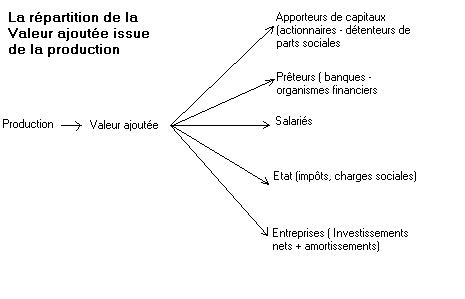 La répartition de la
Valeur ajoutée issue
de la production
Apporteurs de capitaux
(actionnaires - détenteurs de
parts sociales
Prêteurs ( banques -
organismes financiers
Production
Valeur ajoutée
Salariés
Etat (impôts, charges sociales)
Entreprises ( Investissements
nets + amortissements)